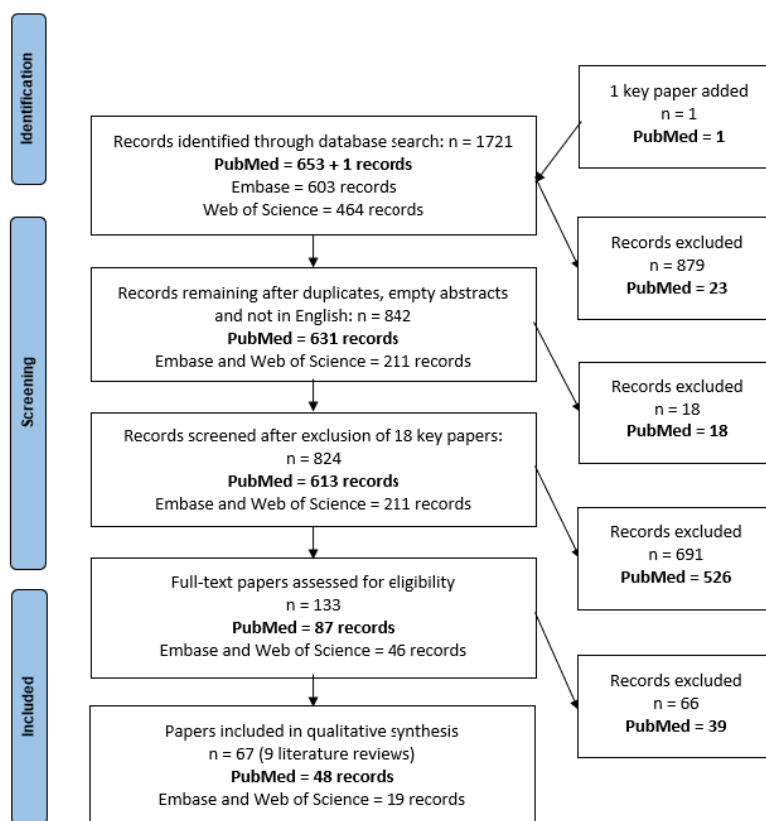 Identification
1 key paper added
n = 1
PubMed = 1
Records identified through database search: n = 1721
PubMed = 653 + 1 records
Embase = 603 records
Web of Science = 464 records
Records excluded
n = 879
PubMed = 23
Screening
Records remaining after duplicates, empty abstracts
and not in English: n = 842
PubMed = 631 records
Embase and Web of Science = 211 records
Records excluded
n = 18
PubMed = 18
Records screened after exclusion of 18 key papers:
n = 824
PubMed = 613 records
Embase and Web of Science = 211 records
Records excluded
n = 691
PubMed = 526
Full-text papers assessed for eligibility
n = 133
PubMed = 87 records
Embase and Web of Science = 46 records
Included
Records excluded
n = 66
PubMed = 39
Papers included in qualitative synthesis
n = 67 (9 literature reviews)
PubMed = 48 records
Embase and Web of Science = 19 records